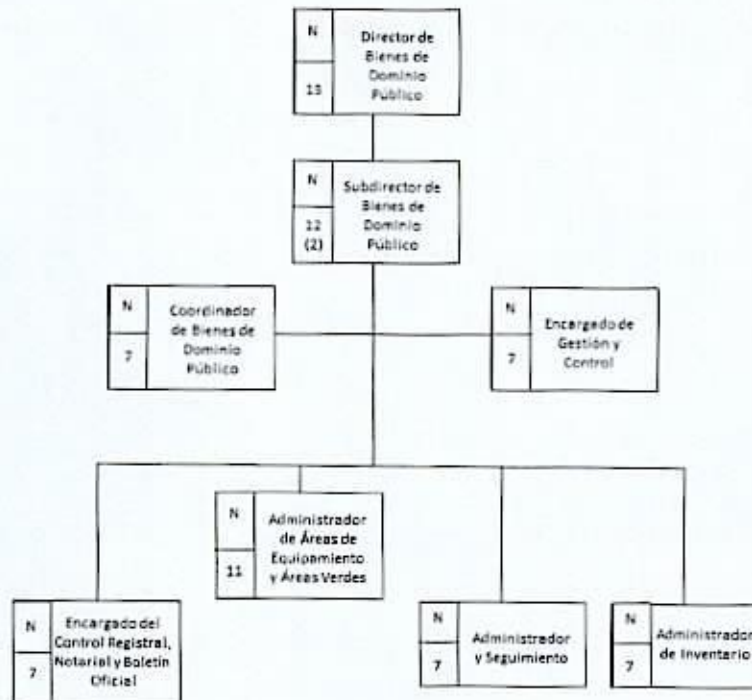 N
13
Director de
Bienes de
Dominio
Público
N
12
(2)
Subdirector de
Bienes de
Dominio
Público
N
7
Coordinador
de Bienes de
Dominio
Público
N
7
Encargado de
Gestión y
Control
N
11
Administrador
de Áreas de
Equipamiento
y Áreas Verdes
N
7
Encargado del
Control Registral,
Notarial y Boletín
Oficial
N
7
Administrador
y Seguimiento
N
7
Administrador
de Inventario